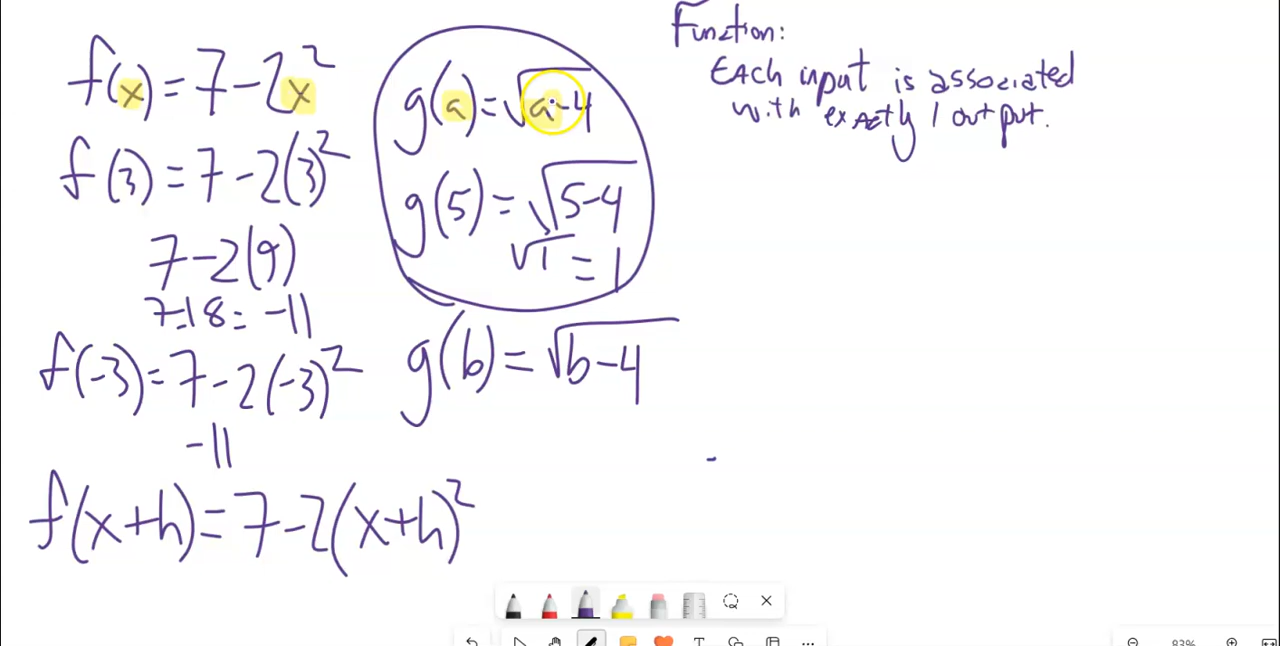 f(x) = 7 - 2x²
f(3) = 7 - 2(3)²
7 - 2(9)
7-18 = -11
f(-3) = 7 - 2(-3)²
-11
f(x+h) = 7 - 2(x+h)²
g(a) = √a-4
g(5) = √5-4
√1 = 1
g(b) = √b-4
Function:
EAch input is associated
with exActly 1 output.
-
83%